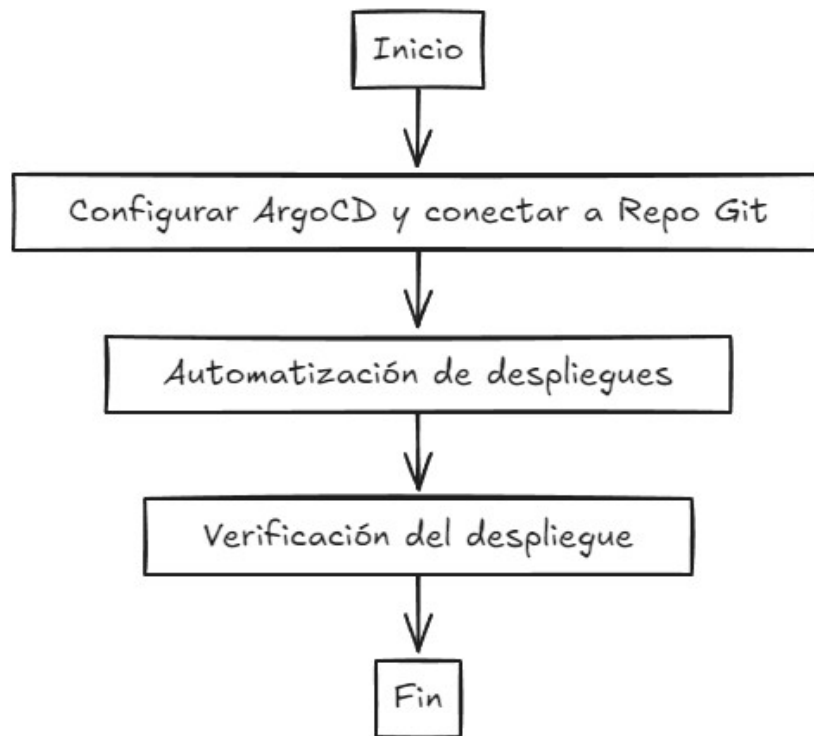 Inicio
Configurar ArgoCD y conectar a Repo Git
Automatización de despliegues
Verificación del despliegue
Fin